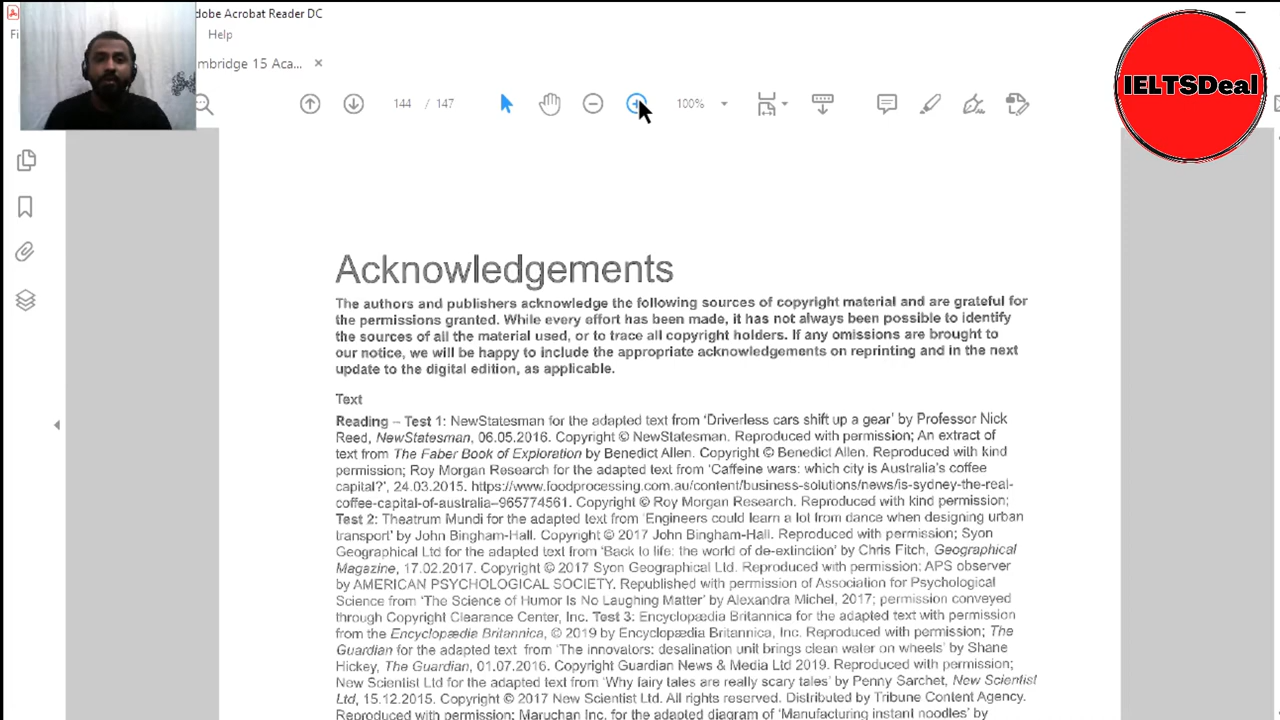 dobe Acrobat Reader DC
Fi
Help
mbridge 15 Aca...
144 / 147
100%
IELTSDeal
Acknowledgements
The authors and publishers acknowledge the following sources of copyright material and are grateful for
the permissions granted. While every effort has been made, it has not always been possible to identify
the sources of all the material used, or to trace all copyright holders. If any omissions are brought to
our notice, we will be happy to include the appropriate acknowledgements on reprinting and in the next
update to the digital edition, as applicable.
Text
Reading – Test 1: NewStatesman for the adapted text from ‘Driverless cars shift up a gear’ by Professor Nick
Reed, NewStatesman, 06.05.2016. Copyright © NewStatesman. Reproduced with permission; An extract of
text from The Faber Book of Exploration by Benedict Allen. Copyright © Benedict Allen. Reproduced with kind
permission; Roy Morgan Research for the adapted text from ‘Caffeine wars: which city is Australia’s coffee
capital?’, 24.03.2015. https://www.foodprocessing.com.au/content/business-solutions/news/is-sydney-the-real-
coffee-capital-of-australia–965774561. Copyright © Roy Morgan Research. Reproduced with kind permission;
Test 2: Theatrum Mundi for the adapted text from ‘Engineers could learn a lot from dance when designing urban
transport’ by John Bingham-Hall. Copyright © 2017 John Bingham-Hall. Reproduced with permission; Syon
Geographical Ltd for the adapted text from ‘Back to life: the world of de-extinction’ by Chris Fitch, Geographical
Magazine, 17.02.2017. Copyright © 2017 Syon Geographical Ltd. Reproduced with permission: APS observer
by AMERICAN PSYCHOLOGICAL SOCIETY. Republished with permission of Association for Psychological
Science from ‘The Science of Humor Is No Laughing Matter’ by Alexandra Michel, 2017; permission conveyed
through Copyright Clearance Center, Inc. Test 3: Encyclopædia Britannica for the adapted text with permission
from the Encyclopædie Britannica, © 2019 by Encyclopædia Britannica, Inc. Reproduced with permission; The
Guardian for the adapted text from ‘The innovators: desalination unit brings clean water on wheels’ by Shane
Hickey, The Guardian, 01.07.2016. Copyright Guardian News & Media Ltd 2019. Reproduced with permission;
New Scientist Ltd for the adapted text from ‘Why fairy tales are really scary tales’ by Penny Sarchet, New Scientist
Ltd, 15.12.2015. Copyright © 2017 New Scientist Ltd. All rights reserved. Distributed by Tribune Content Agency.
Reproduced with permission: Maruchan Inc. for the adapted diagram of ‘Manufacturing instant noodles’ by